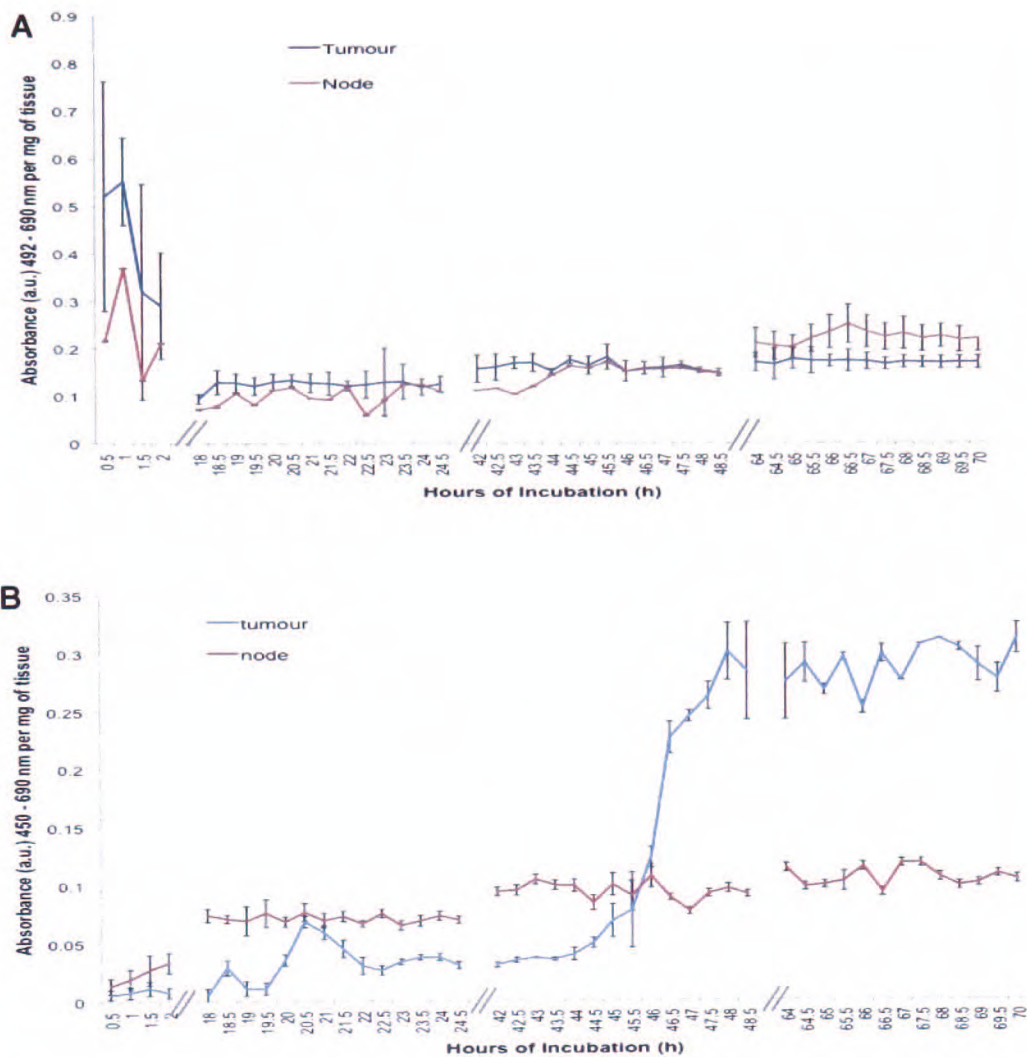 A
Absorbance (a.u.) 492 - 690 nm per mg of tissue
0.9
0.8
0.7
0.6
0.5
0.4
0.3
0.2
0.1
0
Tumour
Node
0.5 1 1.5 2 18 18.5 19 19.5 20 20.5 21 21.5 22 22.5 23 23.5 24 24.5 42 42.5 43 43.5 44 44.5 45 45.5 46 46.5 47 47.5 48 48.5 64 64.5 65 65.5 66 66.5 67 67.5 68 68.5 69 69.5 70
Hours of Incubation (h)
B
Absorbance (a.u.) 450 - 690 nm per mg of tissue
0.35
0.3
0.25
0.2
0.15
0.1
0.05
0
tumour
node
0.5 1 1.5 2 18 18.5 19 19.5 20 20.5 21 21.5 22 22.5 23 23.5 24 24.5 42 42.5 43 43.5 44 44.5 45 45.5 46 46.5 47 47.5 48 48.5 64 64.5 65 65.5 66 66.5 67 67.5 68 68.5 69 69.5 70
Hours of Incubation (h)